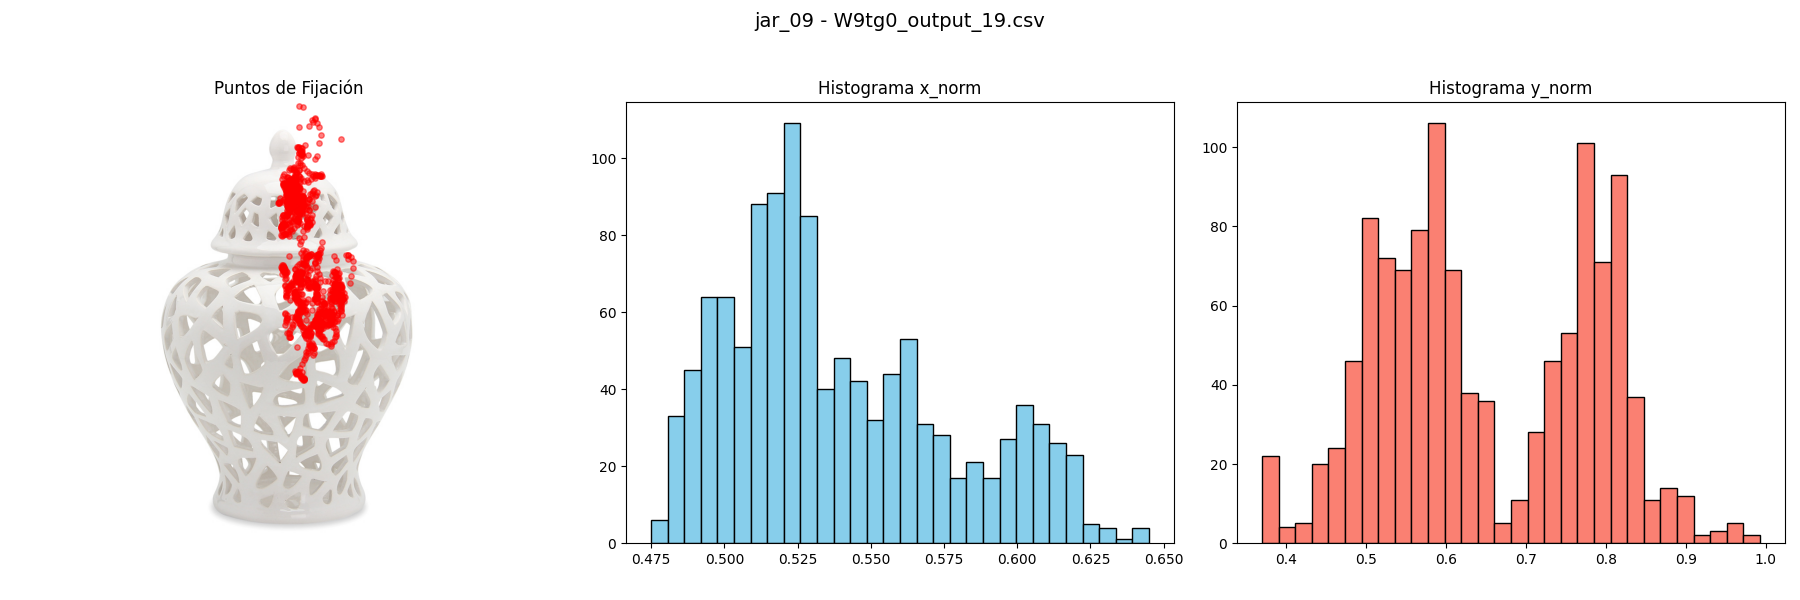 jar_09 - W9tg0_output_19.csv
Puntos de Fijación
Histograma x_norm
100
80
60
40
20
0
0.475 0.500 0.525 0.550 0.575 0.600 0.625 0.650
Histograma y_norm
100
80
60
40
20
0
0.4 0.5 0.6 0.7 0.8 0.9 1.0